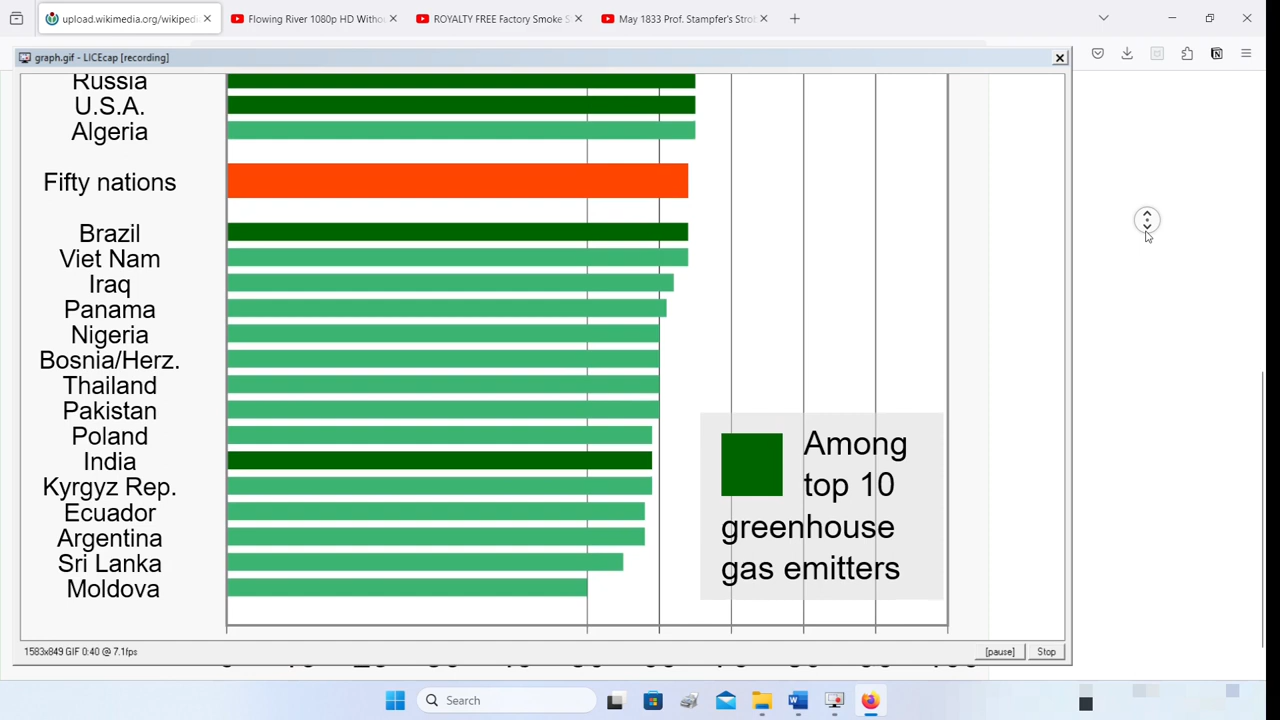 upload.wikimedia.org/wikiped
Flowing River 1080p HD Witho
ROYALTY FREE Factory Smoke S
May 1833 Prof. Stampfer's Stro
graph.gif - LICEcap [recording]
Russia
U.S.A.
Algeria
Fifty nations
Brazil
Viet Nam
Iraq
Panama
Nigeria
Bosnia/Herz.
Thailand
Pakistan
Poland
India
Kyrgyz Rep.
Ecuador
Argentina
Sri Lanka
Moldova
Among
top 10
greenhouse
gas emitters
1583x849 GIF 0:40 @ 7.1fps
[pause]
Stop
Search